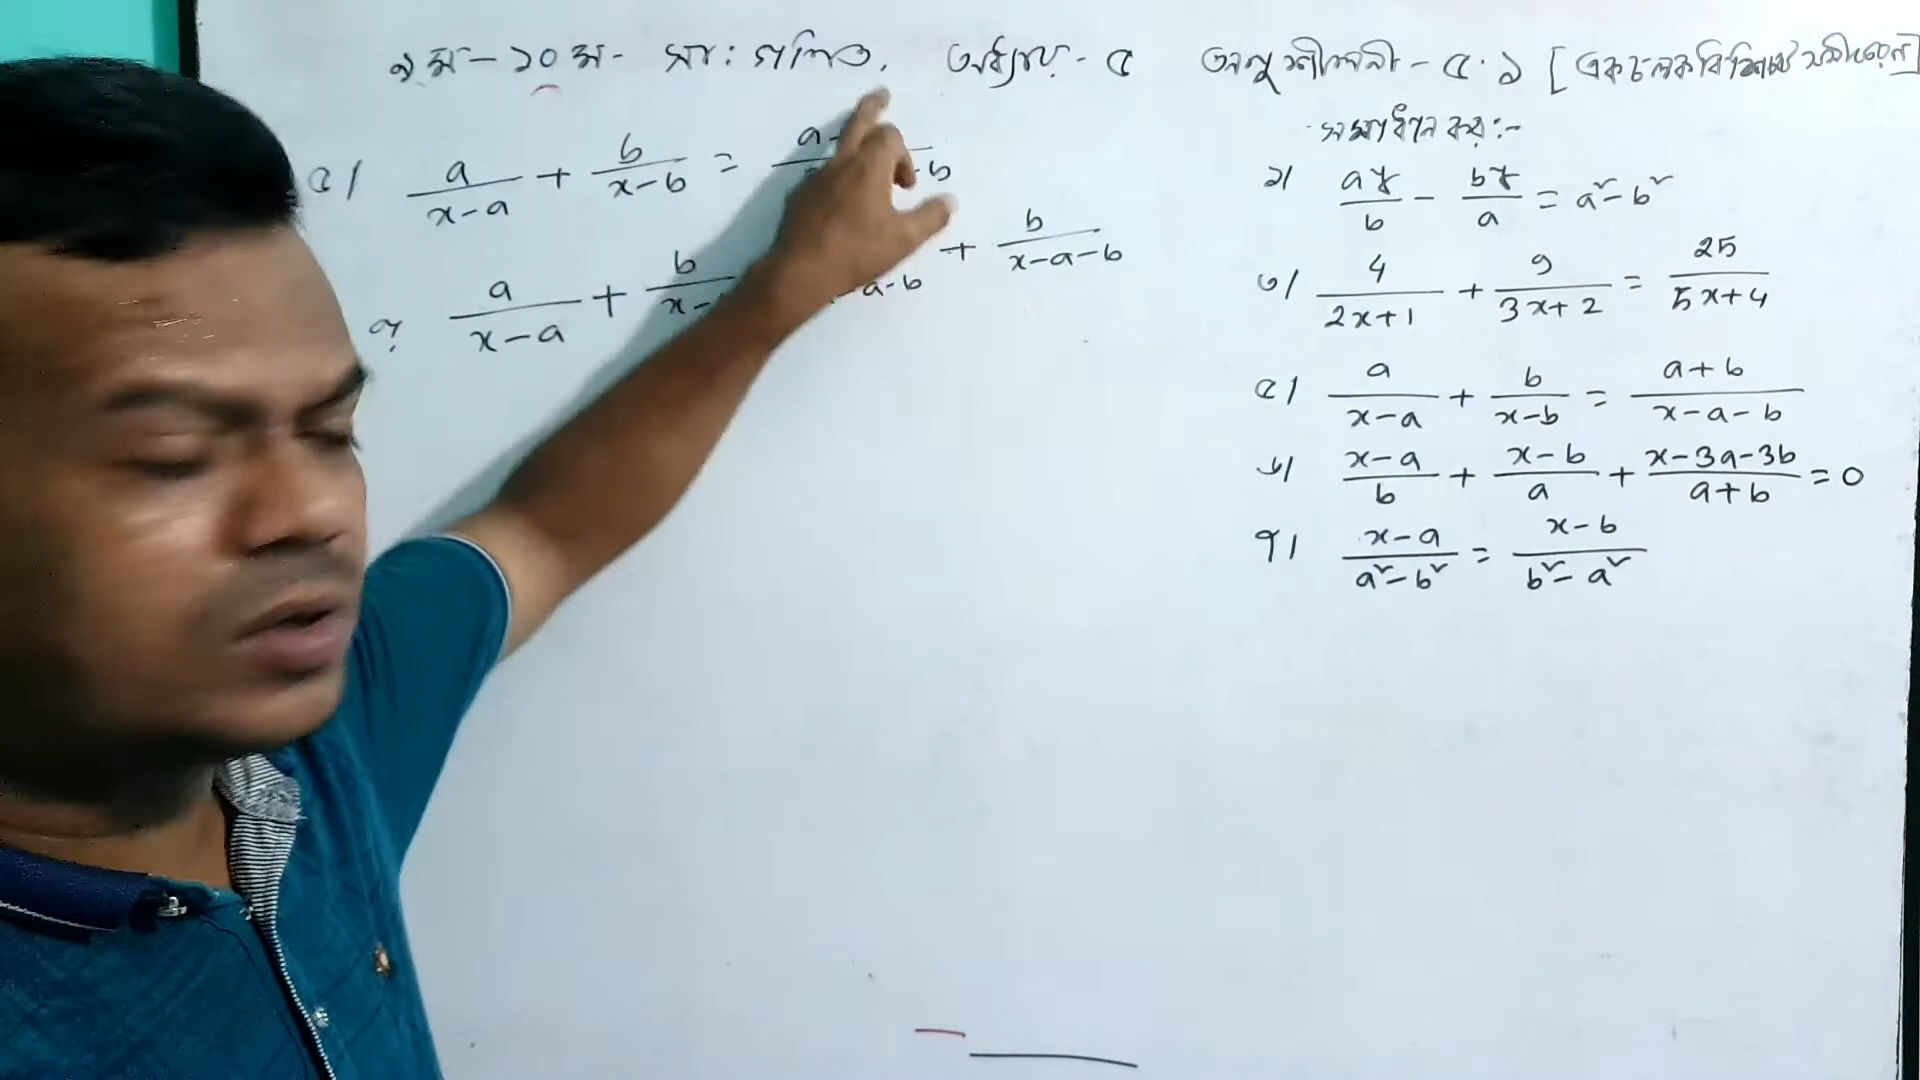 ৯ম-১০ম- সা: গণিত, অধ্যায়-৫ অনুশীলনী-৫.১ [একচলকবিশিষ্ট সমীকরণ]
সমাধান কর:-
৫। a/(x-a) + b/(x-b) =
বা, a/(x-a) + b/ + b/(x-a-b)
১। ay/b - by/a = a² - b²
৩। 4/(2x+1) + 9/(3x+2) = 25/(5x+4)
৫। a/(x-a) + b/(x-b) = (a+b)/(x-a-b)
৬। (x-a)/b + (x-b)/a + (x-3a-3b)/(a+b) = 0
৭। (x-a)/(a²-b²) = (x-b)/(b²-a²)